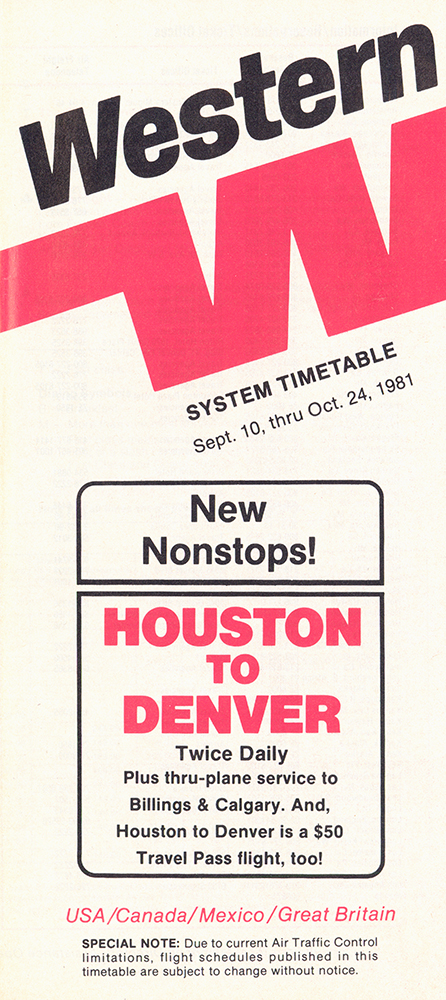 Western
SYSTEM TIMETABLE
Sept. 10, thru Oct. 24, 1981
New
Nonstops!
HOUSTON
TO
DENVER
Twice Daily
Plus thru-plane service to
Billings & Calgary. And,
Houston to Denver is a $50
Travel Pass flight, too!
USA/Canada/Mexico/Great Britain
SPECIAL NOTE: Due to current Air Traffic Control
limitations, flight schedules published in this
timetable are subject to change without notice.